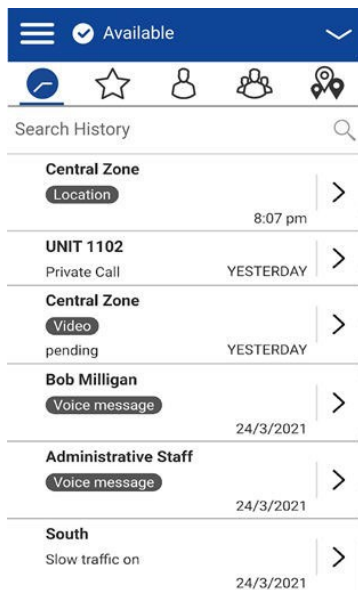 Available
Search History
Central Zone
Location
8:07 pm
UNIT 1102
Private Call YESTERDAY
Central Zone
Video
pending YESTERDAY
Bob Milligan
Voice message
24/3/2021
Administrative Staff
Voice message
24/3/2021
South
Slow traffic on
24/3/2021